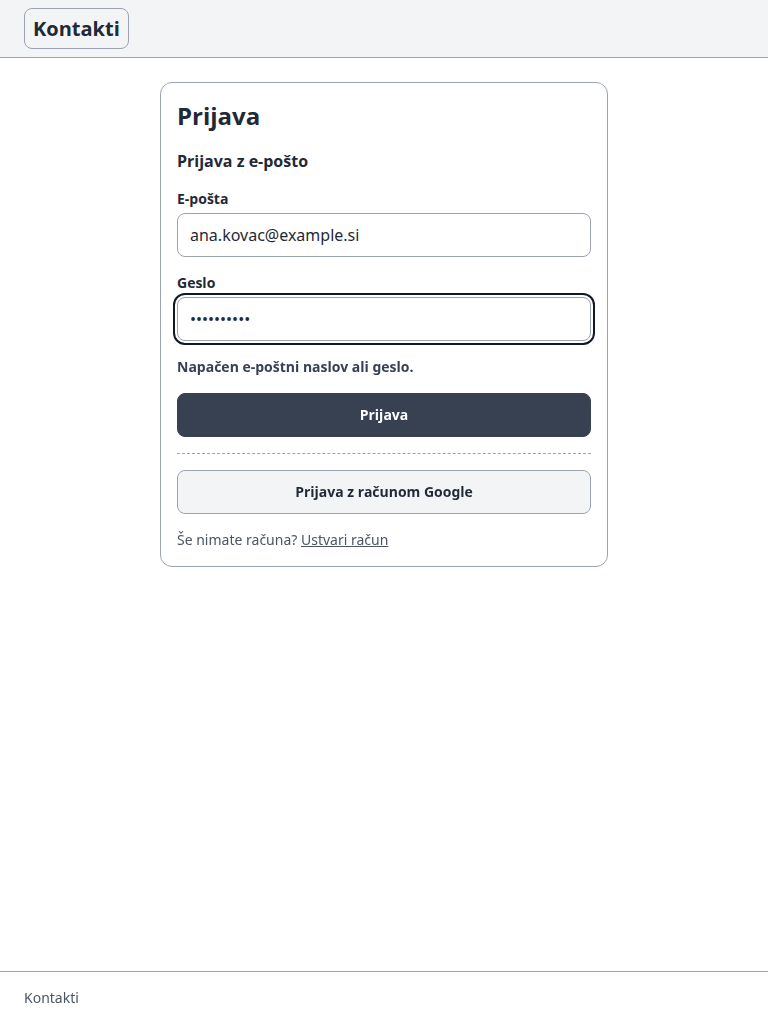 Kontakti
Prijava
Prijava z e-pošto
E-pošta
ana.kovac@example.si
Geslo
••••••••••
Napačen e-poštni naslov ali geslo.
Prijava
Prijava z računom Google
Še nimate računa? Ustvari račun
Kontakti